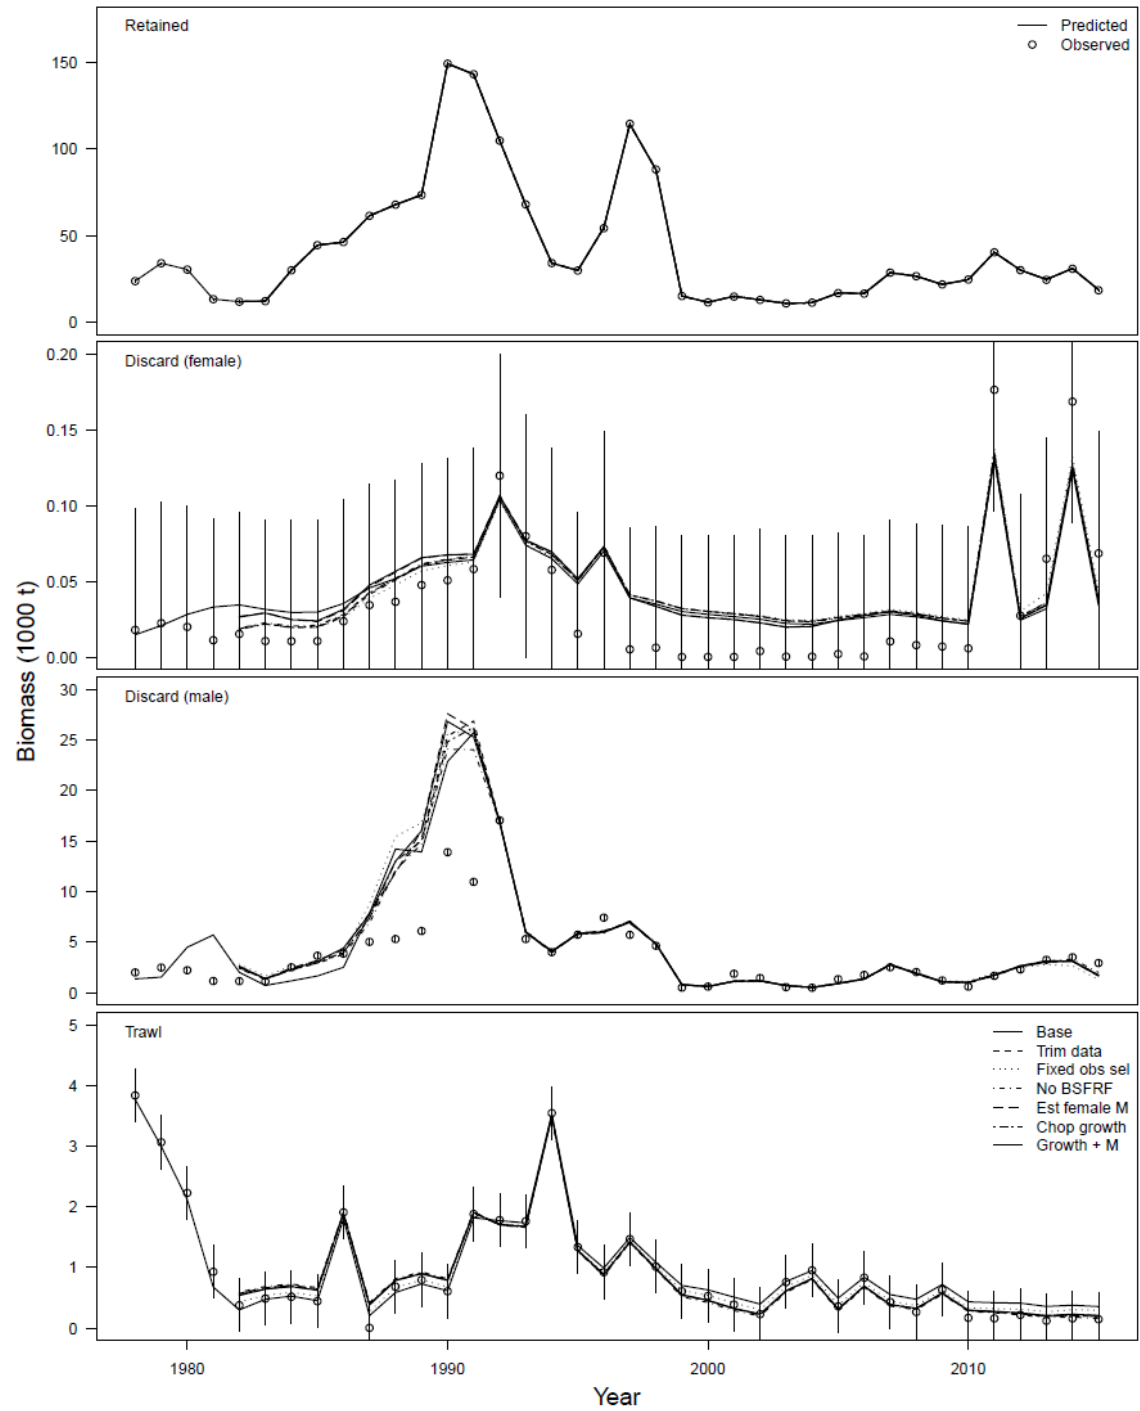 Retained
Predicted
Observed
150
100
50
0
Discard (female)
0.20
0.15
0.10
0.05
0.00
Discard (male)
30
25
20
15
10
5
0
Trawl
Base
Trim data
Fixed obs sel
No BSFRF
Est female M
Chop growth
Growth + M
5
4
3
2
1
0
1980
1990
2000
2010
Year
Biomass (1000 t)